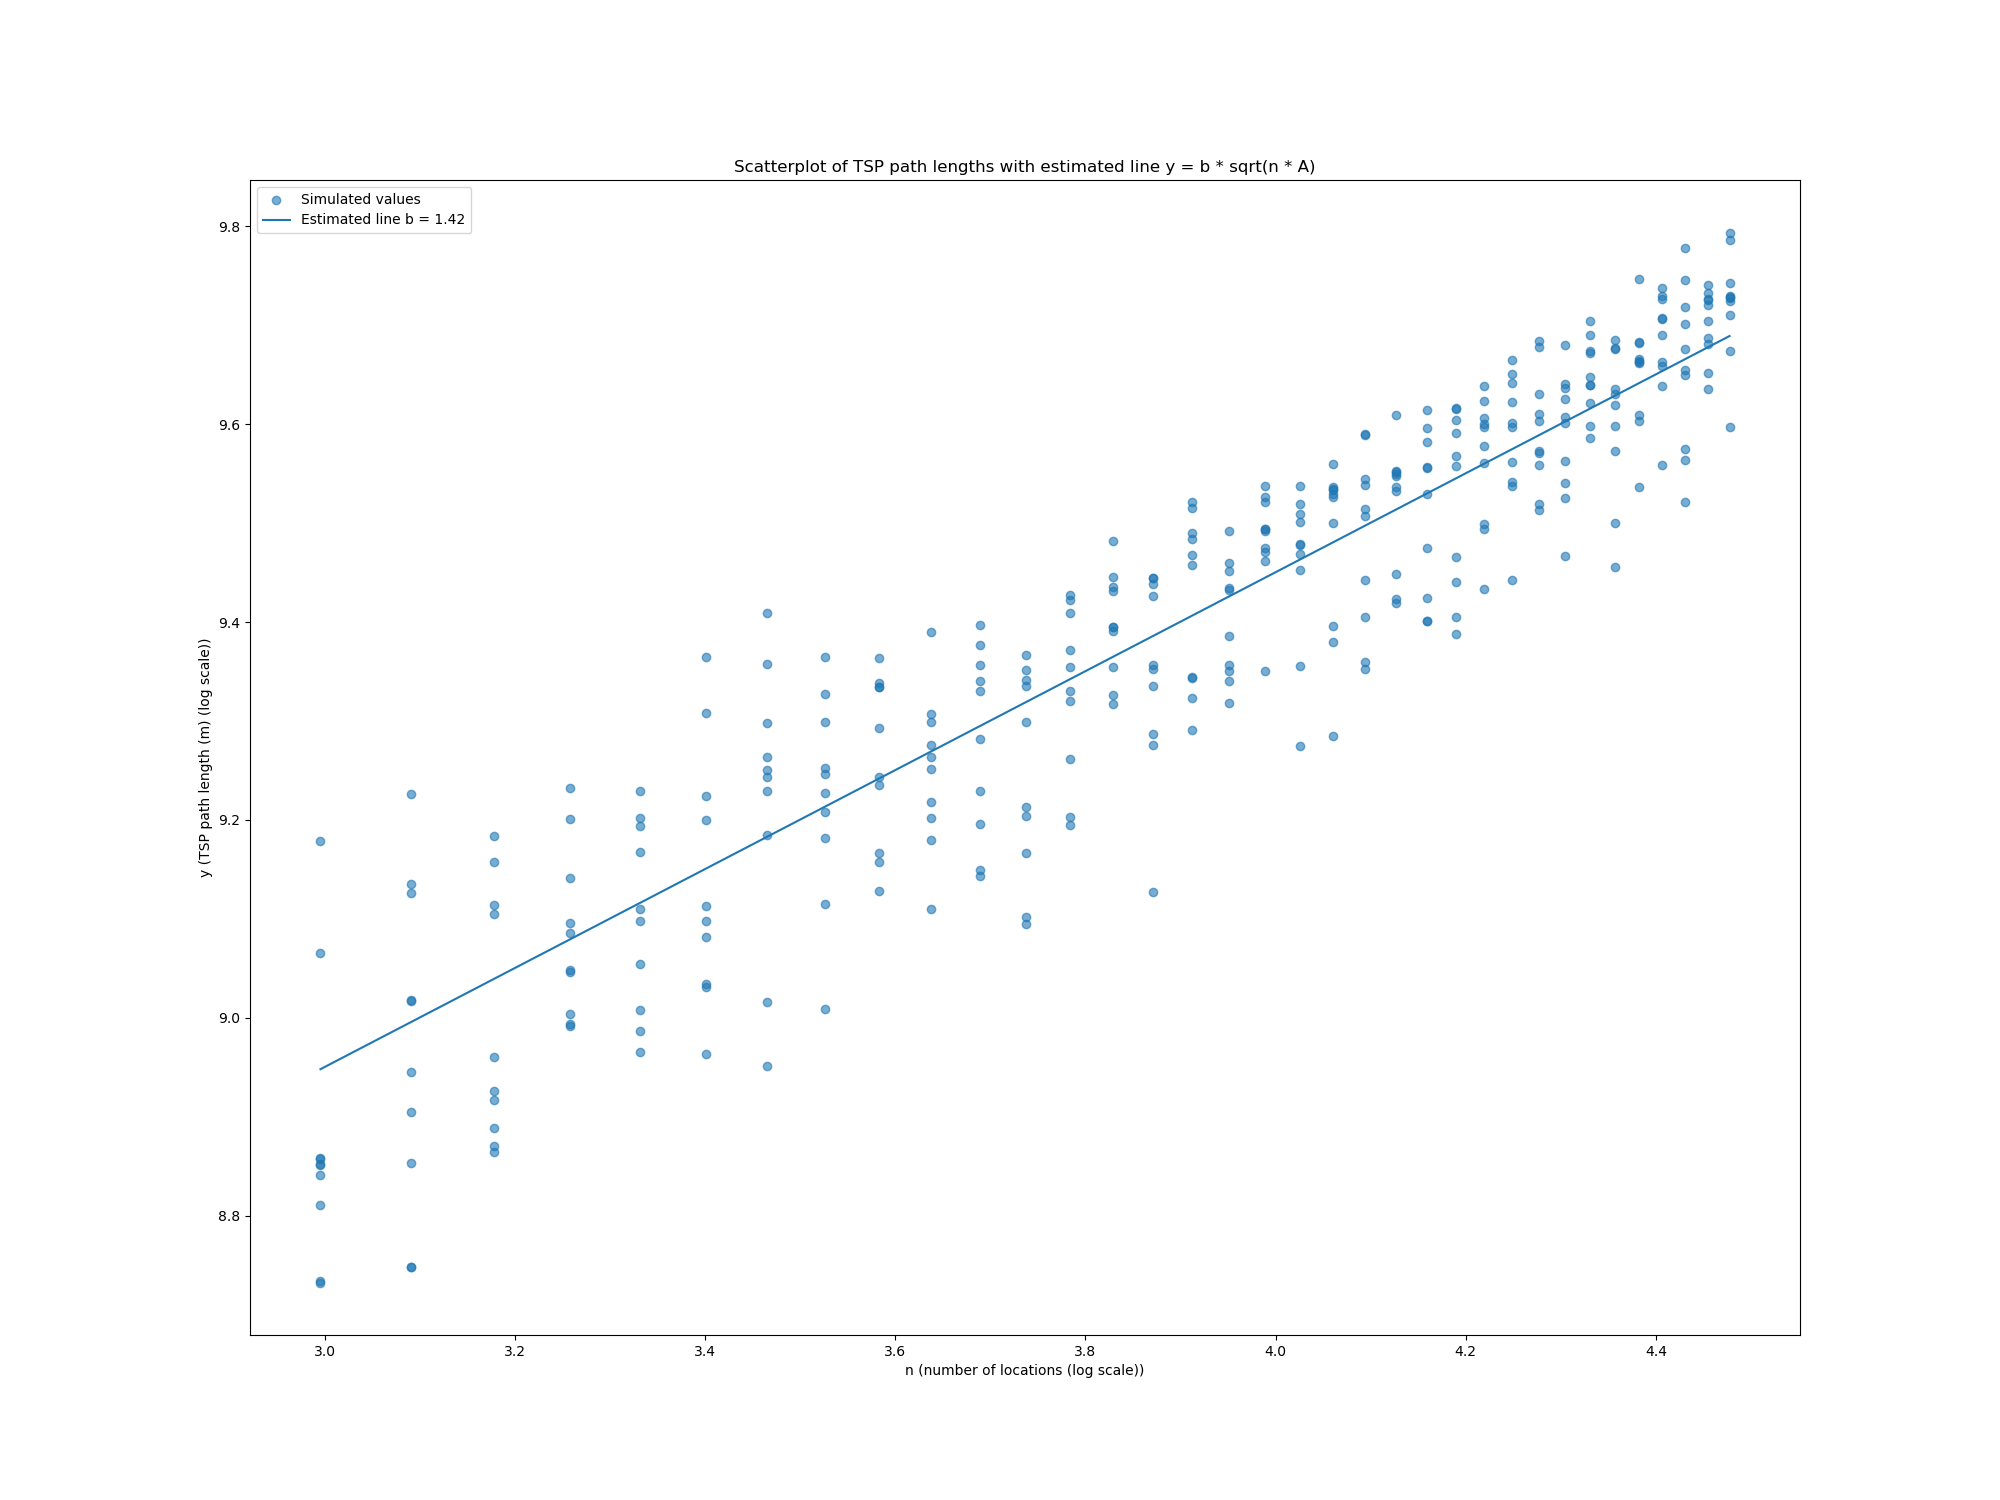 Scatterplot of TSP path lengths with estimated line y = b * sqrt(n * A)
Simulated values
Estimated line b = 1.42
9.8
9.6
9.4
9.2
9.0
8.8
y (TSP path length (m) (log scale))
3.0 3.2 3.4 3.6 3.8 4.0 4.2 4.4
n (number of locations (log scale))